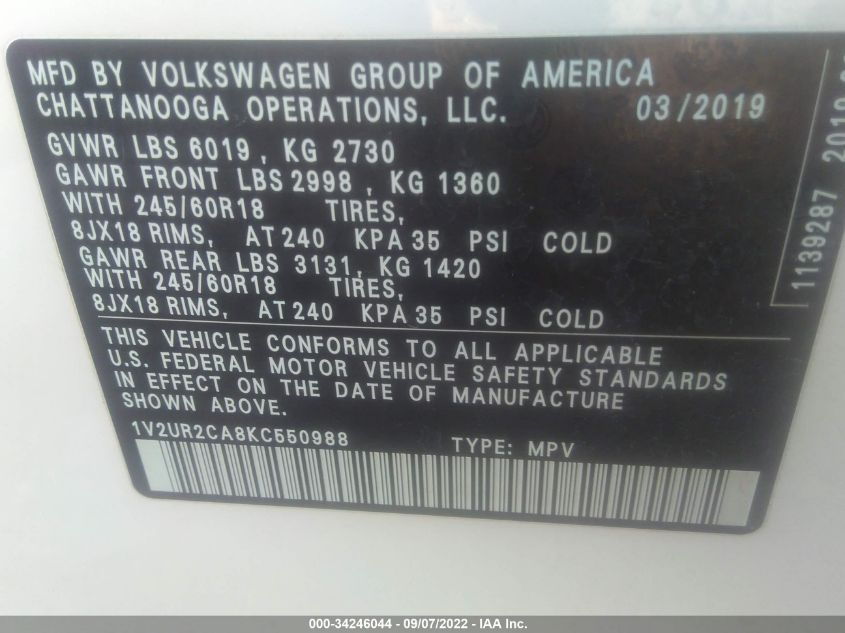 MFD BY VOLKSWAGEN GROUP OF AMERICA
CHATTANOOGA OPERATIONS, LLC. 03/2019
GVWR LBS 6019, KG 2730
GAWR FRONT LBS 2998, KG 1360
WITH 245/60R18 TIRES,
8JX18 RIMS, AT 240 KPA 35 PSI COLD
GAWR REAR LBS 3131, KG 1420
WITH 245/60R18 TIRES,
8JX18 RIMS, AT 240 KPA 35 PSI COLD
THIS VEHICLE CONFORMS TO ALL APPLICABLE
U.S. FEDERAL MOTOR VEHICLE SAFETY STANDARDS
IN EFFECT ON THE DATE OF MANUFACTURE
SHOWN ABOVE.
1V2UR2CA8KC550988 TYPE: MPV
1139287
000-34246044 - 09/07/2022 - IAA Inc.